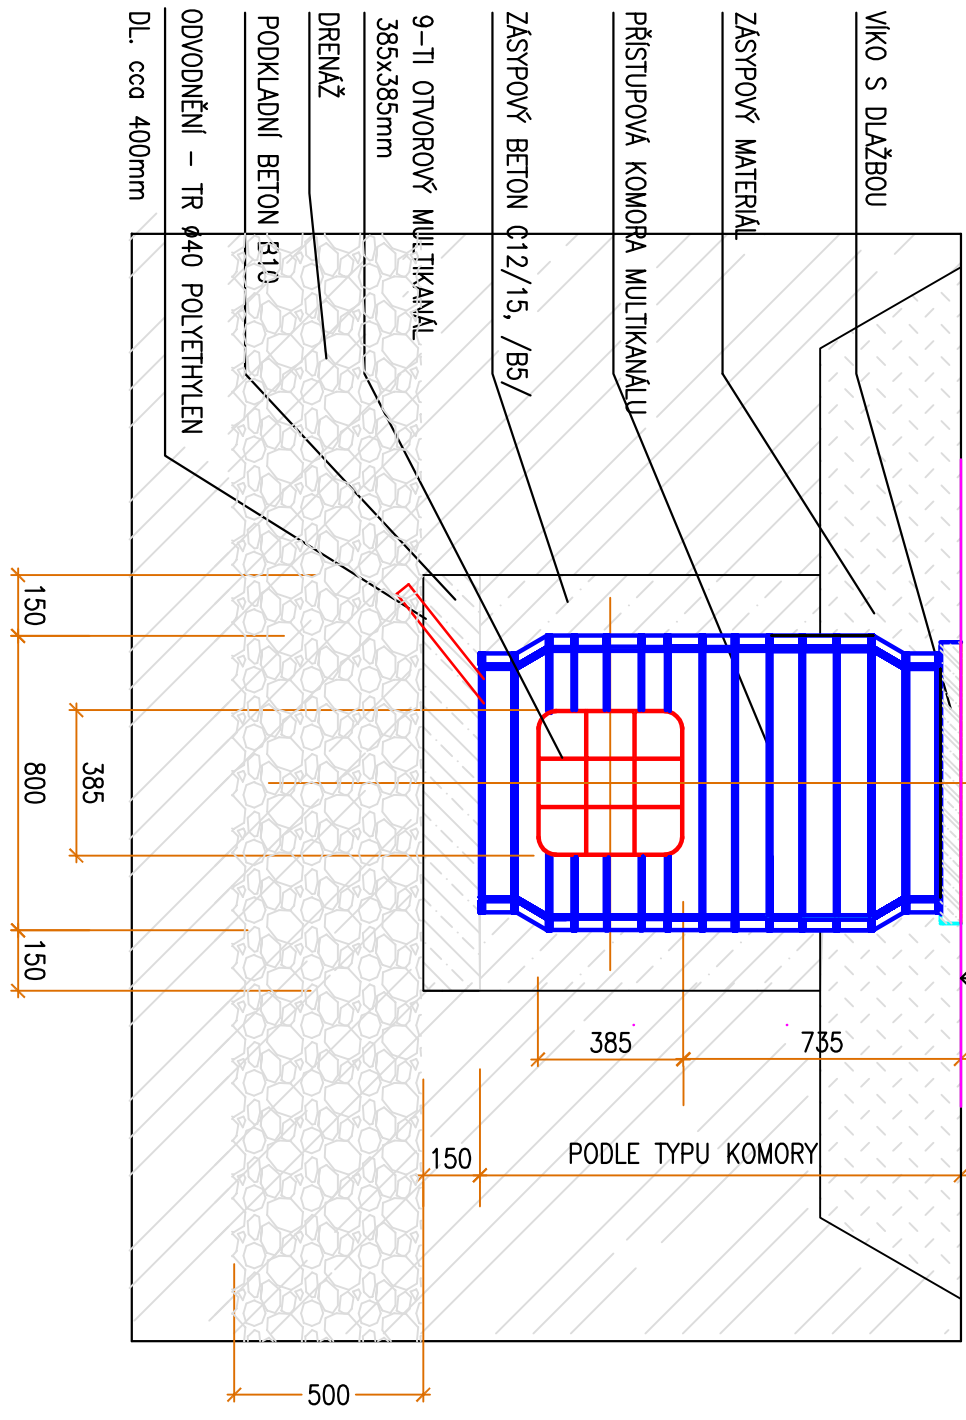 VÍKO S DLAŽBOU
ZÁSYPOVÝ MATERIÁL
PŘÍSTUPOVÁ KOMORA MULTIKANÁLU
ZÁSYPOVÝ BETON C12/15, /B5/
9-TI OTVOROVÝ MULTIKANÁL
385x385mm
DRENÁŽ
PODKLADNÍ BETON B10
ODVODNĚNÍ - TR Ø40 POLYETHYLEN
DL. cca 400mm
150
800
150
385
385
735
150
PODLE TYPU KOMORY
500